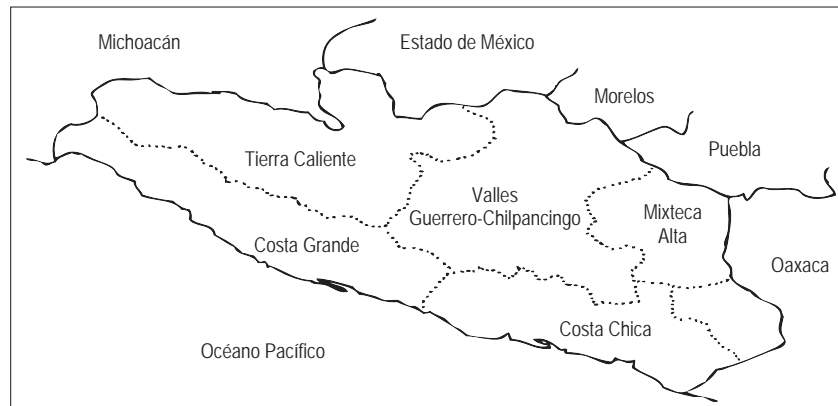 Michoacán
Estado de México
Morelos
Puebla
Tierra Caliente
Valles
Guerrero-Chilpancingo
Mixteca
Alta
Costa Grande
Oaxaca
Costa Chica
Océano Pacífico